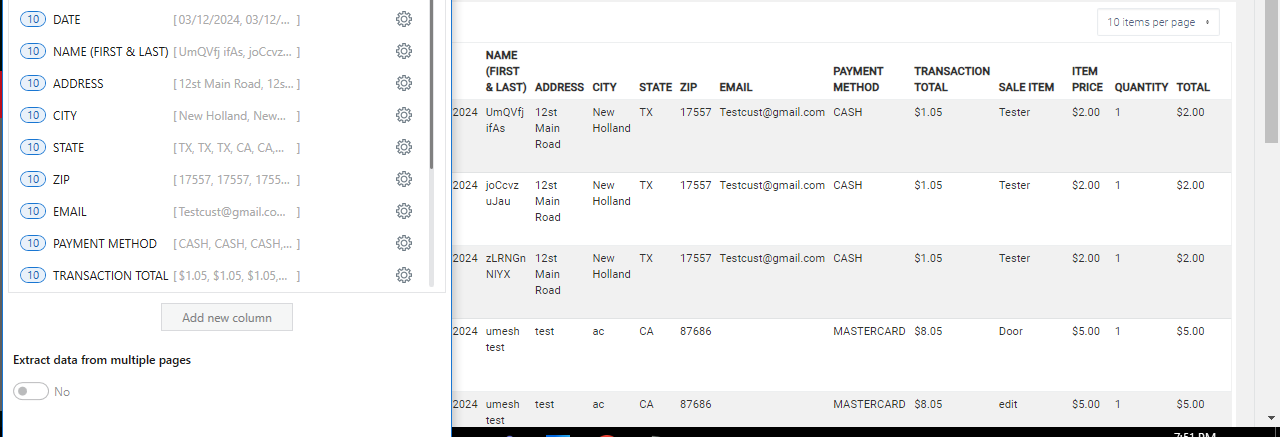 10 DATE [ 03/12/2024, 03/12/... ]
10 NAME (FIRST & LAST) [ UmQVfj ifAs, joCcvz... ]
10 ADDRESS [ 12st Main Road, 12s... ]
10 CITY [ New Holland, New... ]
10 STATE [ TX, TX, TX, CA, CA,... ]
10 ZIP [ 17557, 17557, 1755... ]
10 EMAIL [ Testcust@gmail.co... ]
10 PAYMENT METHOD [ CASH, CASH, CASH,... ]
10 TRANSACTION TOTAL [ $1.05, $1.05, $1.05,... ]
Add new column
Extract data from multiple pages
No
10 items per page
NAME
(FIRST PAYMENT TRANSACTION ITEM
& LAST) ADDRESS CITY STATE ZIP EMAIL METHOD TOTAL SALE ITEM PRICE QUANTITY TOTAL
2024 UmQVfj 12st New TX 17557 Testcust@gmail.com CASH $1.05 Tester $2.00 1 $2.00
ifAs Main Holland
Road
2024 joCcvz 12st New TX 17557 Testcust@gmail.com CASH $1.05 Tester $2.00 1 $2.00
uJau Main Holland
Road
2024 zLRNGn 12st New TX 17557 Testcust@gmail.com CASH $1.05 Tester $2.00 1 $2.00
NIYX Main Holland
Road
2024 umesh test ac CA 87686 MASTERCARD $8.05 Door $5.00 1 $5.00
test
2024 umesh test ac CA 87686 MASTERCARD $8.05 edit $5.00 1 $5.00
test
7:51 PM